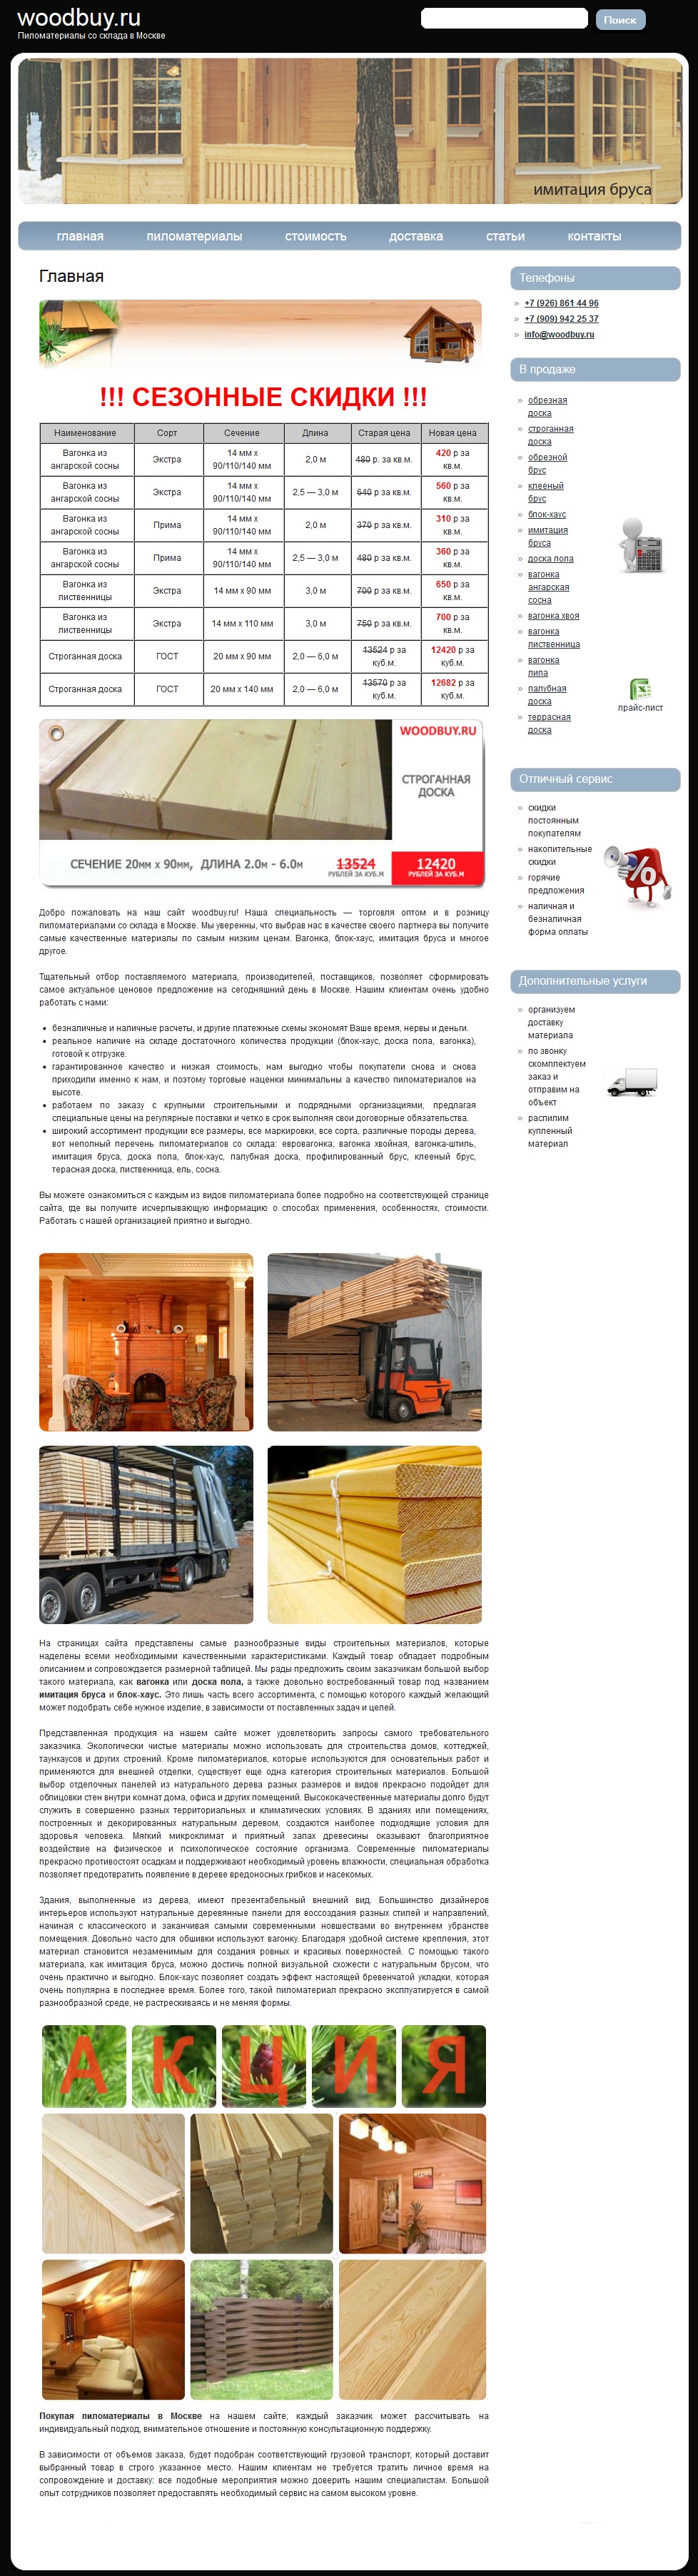 woodbuy.ru
Пиломатериалы со склада в Москве
Поиск
имитация бруса
главная
пиломатериалы
стоимость
доставка
статьи
контакты
Главная
!!! СЕЗОННЫЕ СКИДКИ !!!
Наименование Сорт Сечение Длина Старая цена Новая цена
Вагонка из ангарской сосны Экстра 14 мм х 90/110/140 мм 2,0 м 480 р. за кв.м. 420 р за кв.м.
Вагонка из ангарской сосны Экстра 14 мм х 90/110/140 мм 2,5 — 3,0 м 640 р за кв.м. 560 р за кв.м.
Вагонка из ангарской сосны Прима 14 мм х 90/110/140 мм 2,0 м 370 р за кв.м. 310 р за кв.м.
Вагонка из ангарской сосны Прима 14 мм х 90/110/140 мм 2,5 — 3,0 м 480 р за кв.м. 360 р за кв.м.
Вагонка из лиственницы Экстра 14 мм х 90 мм 3,0 м 700 р за кв.м. 650 р за кв.м.
Вагонка из лиственницы Экстра 14 мм х 110 мм 3,0 м 750 р за кв.м. 700 р за кв.м.
Строганная доска ГОСТ 20 мм х 90 мм 2,0 — 6,0 м 13524 р за куб.м. 12420 р за куб.м.
Строганная доска ГОСТ 20 мм х 140 мм 2,0 — 6,0 м 13570 р за куб.м. 12682 р за куб.м.
WOODBUY.RU
СТРОГАННАЯ
ДОСКА
СЕЧЕНИЕ 20мм х 90мм, ДЛИНА 2.0м - 6.0м
13524
РУБЛЕЙ ЗА КУБ.М
12420
РУБЛЕЙ ЗА КУБ.М
Добро пожаловать на наш сайт woodbuy.ru! Наша специальность — торговля оптом и в розницу
пиломатериалами со склада в Москве. Мы уверенны, что выбрав нас в качестве своего партнера вы получите
самые качественные материалы по самым низким ценам. Вагонка, блок-хаус, имитация бруса и многое
другое.
Тщательный отбор поставляемого материала, производителей, поставщиков, позволяет сформировать
самое актуальное ценовое предложение на сегодняшний день в Москве. Нашим клиентам очень удобно
работать с нами:
безналичные и наличные расчеты, и другие платежные схемы экономят Ваше время, нервы и деньги.
реальное наличие на складе достаточного количества продукции (блок-хаус, доска пола, вагонка),
готовой к отгрузке.
гарантированное качество и низкая стоимость, нам выгодно чтобы покупатели снова и снова
приходили именно к нам, и поэтому торговые наценки минимальны а качество пиломатериалов на
высоте.
работаем по заказу с крупными строительными и подрядными организациями, предлагая
специальные цены на регулярные поставки и четко в срок выполняя свои договорные обязательства.
широкий ассортимент продукции все размеры, все маркировки, все сорта, различные породы дерева,
вот неполный перечень пиломатериалов со склада: евровагонка, вагонка хвойная, вагонка-штиль,
имитация бруса, доска пола, блок-хаус, палубная доска, профилированный брус, клееный брус,
терасная доска, лиственница, ель, сосна.
Вы можете ознакомиться с каждым из видов пиломатериала более подробно на соответствующей странице
сайта, где вы получите исчерпывающую информацию о способах применения, особенностях, стоимости.
Работать с нашей организацией приятно и выгодно.
На страницах сайта представлены самые разнообразные виды строительных материалов, которые
наделены всеми необходимыми качественными характеристиками. Каждый товар обладает подробным
описанием и сопровождается размерной таблицей. Мы рады предложить своим заказчикам большой выбор
такого материала, как вагонка или доска пола, а также довольно востребованный товар под названием
имитация бруса и блок-хаус. Это лишь часть всего ассортимента, с помощью которого каждый желающий
может подобрать себе нужное изделие, в зависимости от поставленных задач и целей.
Представленная продукция на нашем сайте может удовлетворить запросы самого требовательного
заказчика. Экологически чистые материалы можно использовать для строительства домов, коттеджей,
таунхаусов и других строений. Кроме пиломатериалов, которые используются для основательных работ и
применяются для внешней отделки, существует еще одна категория строительных материалов. Большой
выбор отделочных панелей из натурального дерева разных размеров и видов прекрасно подойдет для
облицовки стен внутри комнат дома, офиса и других помещений. Высококачественные материалы долго будут
служить в совершенно разных территориальных и климатических условиях. В зданиях или помещениях,
построенных и декорированных натуральным деревом, создаются наиболее подходящие условия для
здоровья человека. Мягкий микроклимат и приятный запах древесины оказывают благоприятное
воздействие на физическое и психологическое состояние организма. Современные пиломатериалы
прекрасно противостоят осадкам и поддерживают необходимый уровень влажности, специальная обработка
позволяет предотвратить появление в дереве вредоносных грибков и насекомых.
Здания, выполненные из дерева, имеют презентабельный внешний вид. Большинство дизайнеров
интерьеров используют натуральные деревянные панели для воссоздания разных стилей и направлений,
начиная с классического и заканчивая самыми современными новшествами во внутреннем убранстве
помещения. Довольно часто для обшивки используют вагонку. Благодаря удобной системе крепления, этот
материал становится незаменимым для создания ровных и красивых поверхностей. С помощью такого
материала, как имитация бруса, можно достичь полной визуальной схожести с натуральным брусом, что
очень практично и выгодно. Блок-хаус позволяет создать эффект настоящей бревенчатой укладки, которая
очень популярна в последнее время. Более того, такой пиломатериал прекрасно эксплуатируется в самой
разнообразной среде, не растрескиваясь и не меняя формы.
АКЦИЯ
Покупая пиломатериалы в Москве на нашем сайте, каждый заказчик может рассчитывать на
индивидуальный подход, внимательное отношение и постоянную консультационную поддержку.
В зависимости от объемов заказа, будет подобран соответствующий грузовой транспорт, который доставит
выбранный товар в строго указанное место. Нашим клиентам не требуется тратить личное время на
сопровождение и доставку: все подобные мероприятия можно доверить нашим специалистам. Большой
опыт сотрудников позволяет предоставлять необходимый сервис на самом высоком уровне.
Телефоны
+7 (926) 861 44 96
+7 (909) 942 25 37
info@woodbuy.ru
В продаже
обрезная
доска
строганная
доска
обрезной
брус
клееный
брус
блок-хаус
имитация
бруса
доска пола
вагонка
ангарская
сосна
вагонка хвоя
вагонка
лиственница
вагонка
липа
палубная
доска
террасная
доска
прайс-лист
Отличный сервис
скидки
постоянным
покупателям
накопительные
скидки
горячие
предложения
наличная и
безналичная
форма оплаты
%
Дополнительные услуги
организуем
доставку
материала
по звонку
скомплектуем
заказ и
отправим на
объект
распилим
купленный
материал